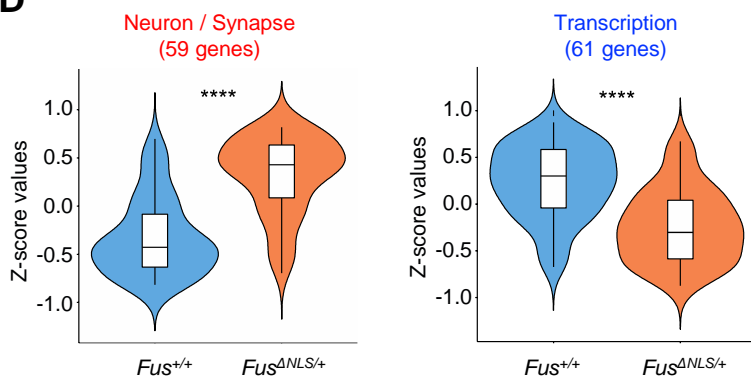 D
Neuron / Synapse
(59 genes)
Z-score values
1.0
0.5
0.0
-0.5
-1.0
****
Fus+/+
FusΔNLS/+
Transcription
(61 genes)
Z-score values
1.0
0.5
0.0
-0.5
-1.0
****
Fus+/+
FusΔNLS/+